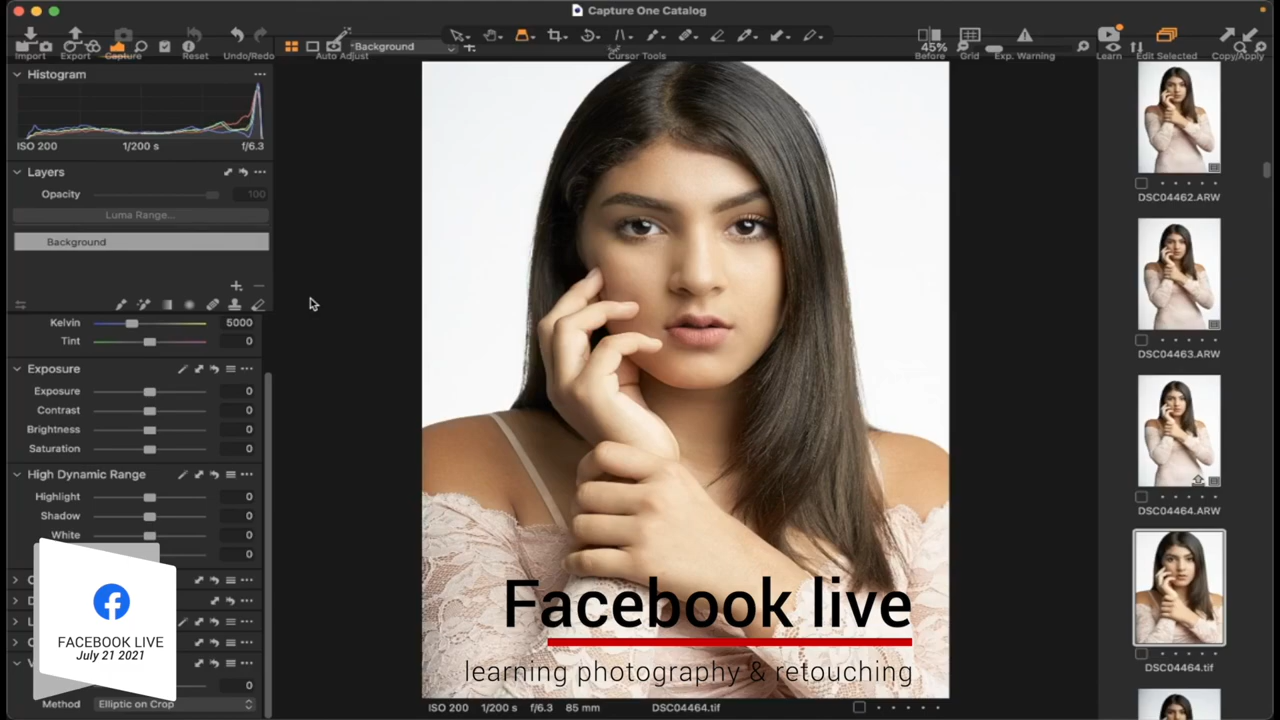 Capture One Catalog
Import
Export
Capture
Reset
Undo/Redo
Auto Adjust
*Background
Cursor Tools
45%
Before
Grid
Exp. Warning
Learn
Edit Selected
Copy/Apply
Histogram
ISO 200
1/200 s
f/6.3
Layers
Opacity 100
Luma Range...
Background
Kelvin 5000
Tint 0
Exposure
Exposure 0
Contrast 0
Brightness 0
Saturation 0
High Dynamic Range
Highlight 0
Shadow 0
White 0
0
0
Method Elliptic on Crop
FACEBOOK LIVE
July 21 2021
Facebook live
learning photography & retouching
ISO 200 1/200 s f/6.3 85 mm DSC04464.tif
DSC04462.ARW
DSC04463.ARW
DSC04464.ARW
DSC04464.tif